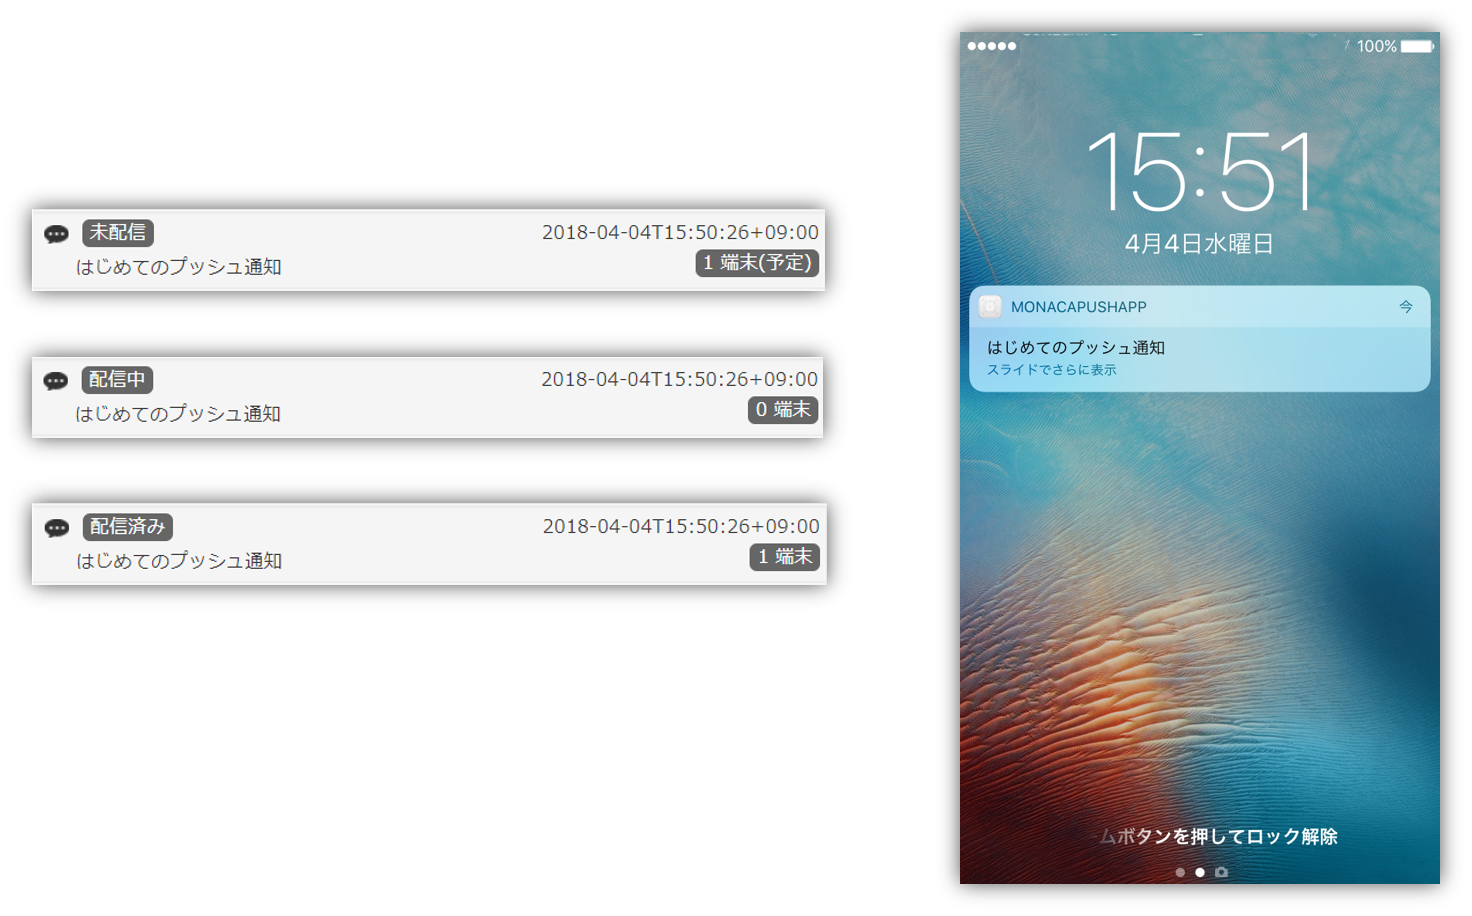 未配信 2018-04-04T15:50:26+09:00
はじめてのプッシュ通知 1 端末(予定)
配信中 2018-04-04T15:50:26+09:00
はじめてのプッシュ通知 0 端末
配信済み 2018-04-04T15:50:26+09:00
はじめてのプッシュ通知 1 端末
100%
15:51
4月4日水曜日
MONACAPUSHAPP 今
はじめてのプッシュ通知
スライドでさらに表示
ームボタンを押してロック解除